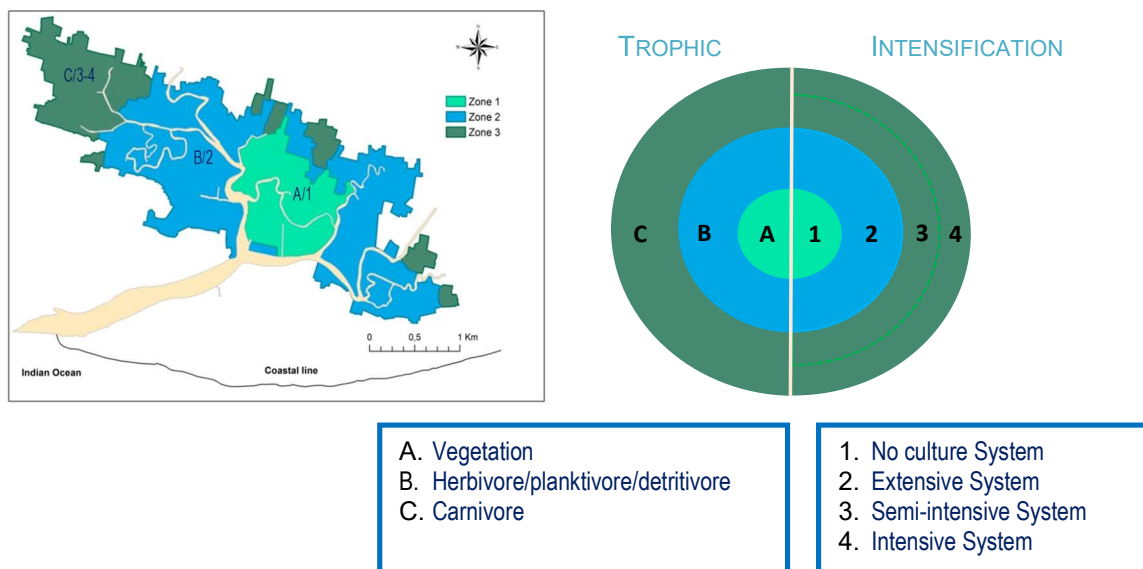 TROPHIC
INTENSIFICATION
C/3-4
B/2
A/1
N
S
Zone 1
Zone 2
Zone 3
0 0,5 1 Km
Indian Ocean
Coastal line
C B A 1 2 3 4
A. Vegetation
B. Herbivore/planktivore/detritivore
C. Carnivore
1. No culture System
2. Extensive System
3. Semi-intensive System
4. Intensive System